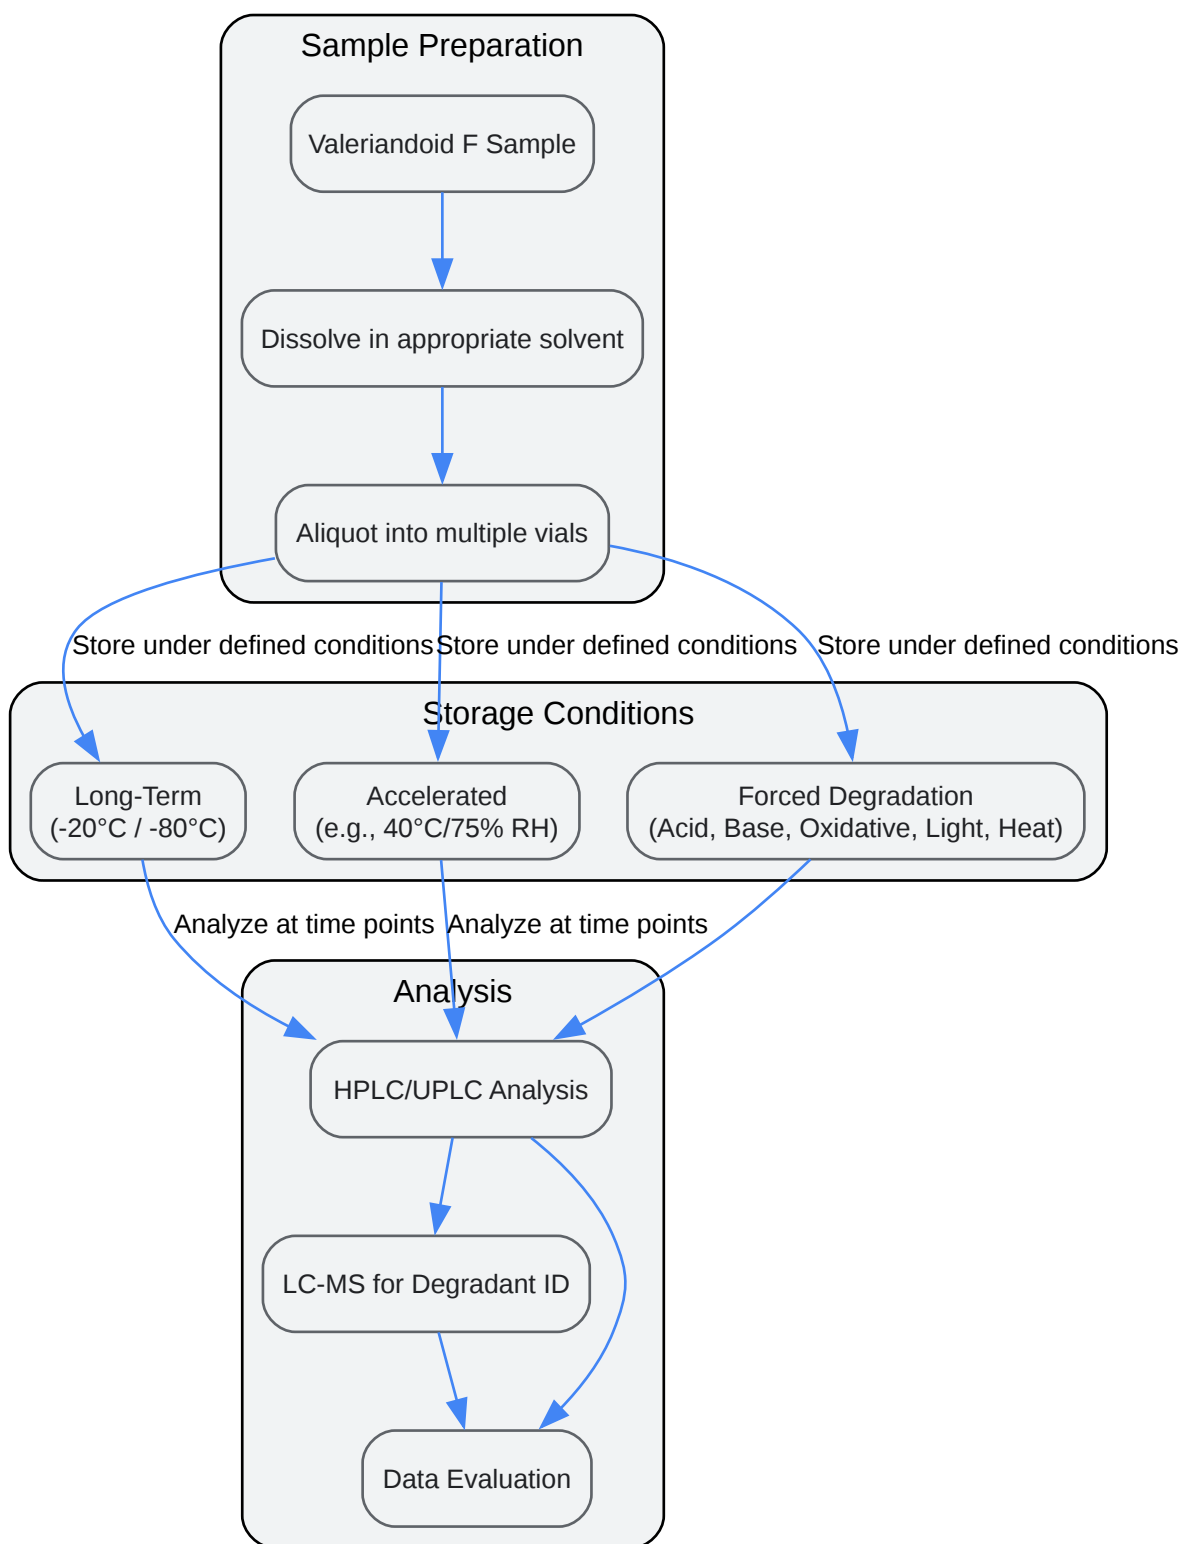 Sample Preparation
Valeriandoid F Sample
Dissolve in appropriate solvent
Aliquot into multiple vials
Store under defined conditions
Store under defined conditions
Store under defined conditions
Storage Conditions
Long-Term
(-20°C / -80°C)
Accelerated
(e.g., 40°C/75% RH)
Forced Degradation
(Acid, Base, Oxidative, Light, Heat)
Analyze at time points
Analyze at time points
Analysis
HPLC/UPLC Analysis
LC-MS for Degradant ID
Data Evaluation